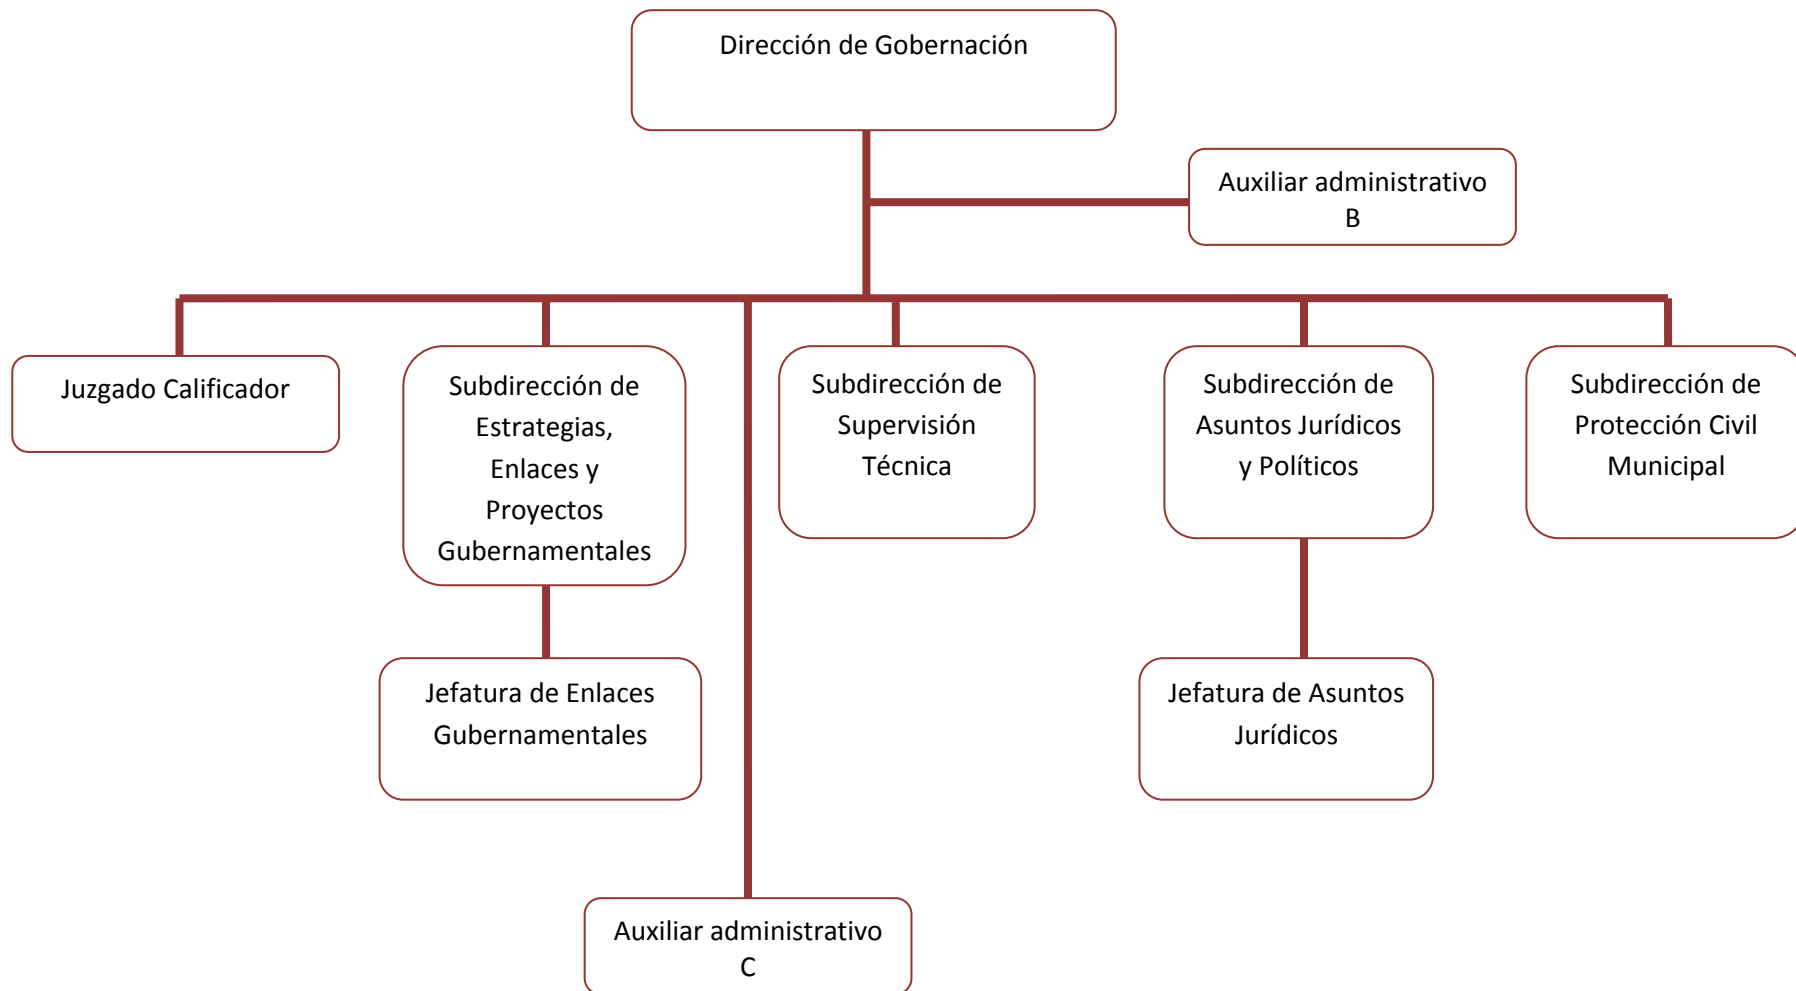 Dirección de Gobernación
Auxiliar administrativo
B
Juzgado Calificador
Subdirección de
Estrategias,
Enlaces y
Proyectos
Gubernamentales
Subdirección de
Supervisión
Técnica
Subdirección de
Asuntos Jurídicos
y Políticos
Subdirección de
Protección Civil
Municipal
Jefatura de Enlaces
Gubernamentales
Jefatura de Asuntos
Jurídicos
Auxiliar administrativo
C